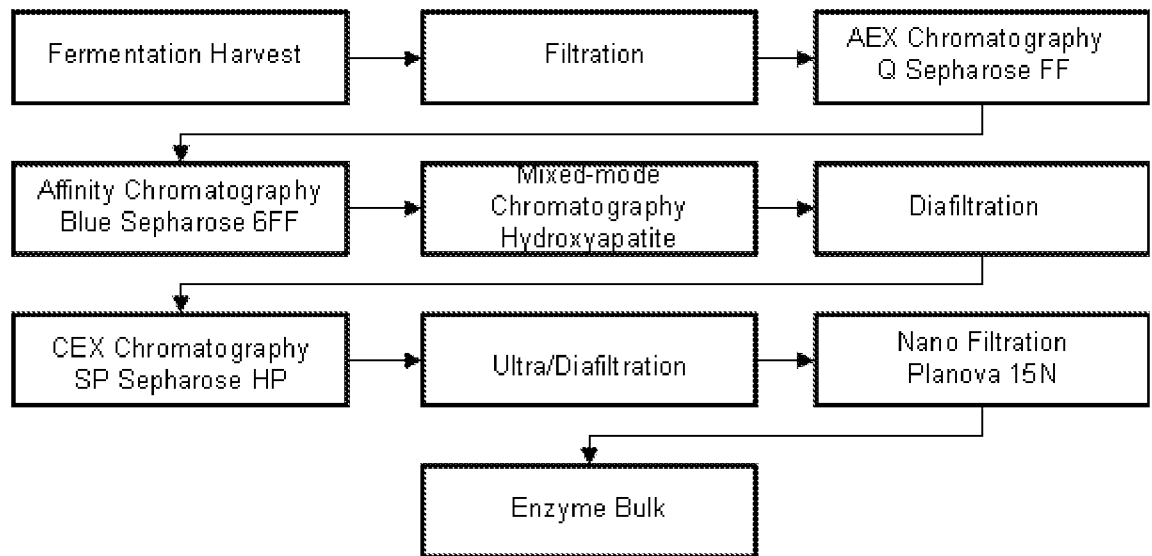 Fermentation Harvest
Filtration
AEX Chromatography
Q Sepharose FF
Affinity Chromatography
Blue Sepharose 6FF
Mixed-mode
Chromatography
Hydroxyapatite
Diafiltration
CEX Chromatography
SP Sepharose HP
Ultra/Diafiltration
Nano Filtration
Planova 15N
Enzyme Bulk